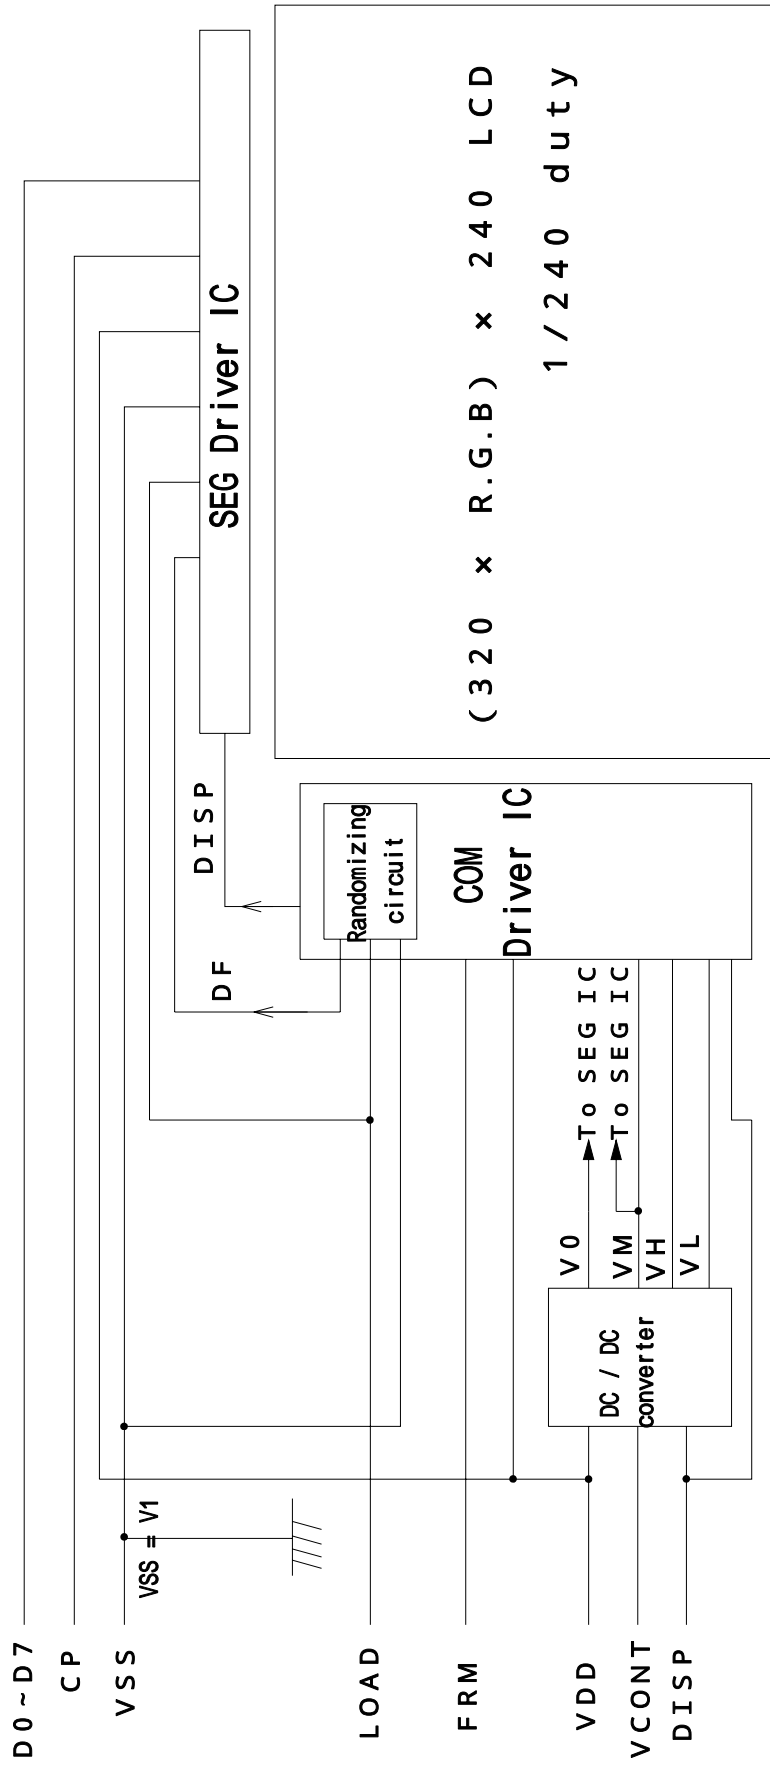 D0~D7
CP
VSS
VSS = V1
LOAD
FRM
VDD
VCONT
DISP
DC / DC
converter
V0
VM
VH
VL
To SEG IC
To SEG IC
DF
DISP
Randomizing
circuit
COM
Driver IC
SEG Driver IC
(320 × R.G.B) × 240 LCD
1/240 duty